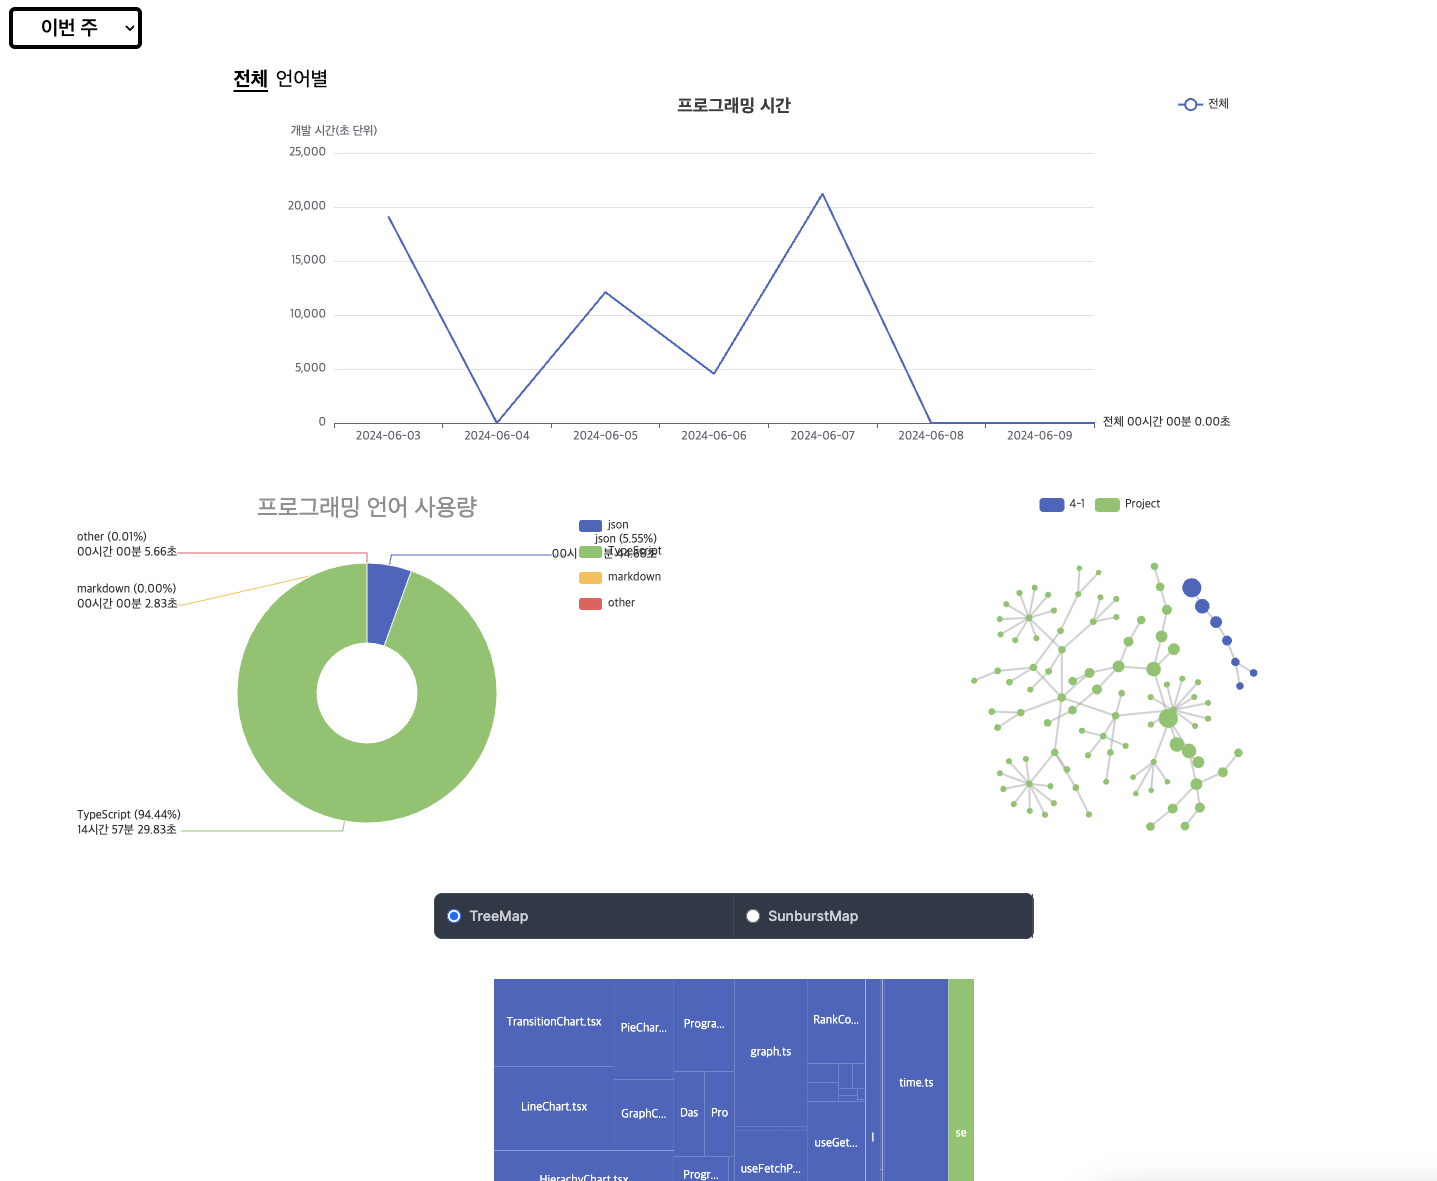 이번 주
전체 언어별
프로그래밍 시간
전체
개발 시간(초 단위)
25,000
20,000
15,000
10,000
5,000
0
2024-06-03 2024-06-04 2024-06-05 2024-06-06 2024-06-07 2024-06-08 2024-06-09
전체 00시간 00분 0.00초
프로그래밍 언어 사용량
other (0.01%)
00시간 00분 5.66초
markdown (0.00%)
00시간 00분 2.83초
TypeScript (94.44%)
14시간 57분 29.83초
json (5.55%)
json
TypeScript
markdown
other
4-1 Project
TreeMap SunburstMap
TransitionChart.tsx
PieChar...
Progra...
graph.ts
RankCo...
time.ts
LineChart.tsx
GraphC...
Das
Pro
useGet...
se
HierachyChart.tsx
Progr...
useFetchP...